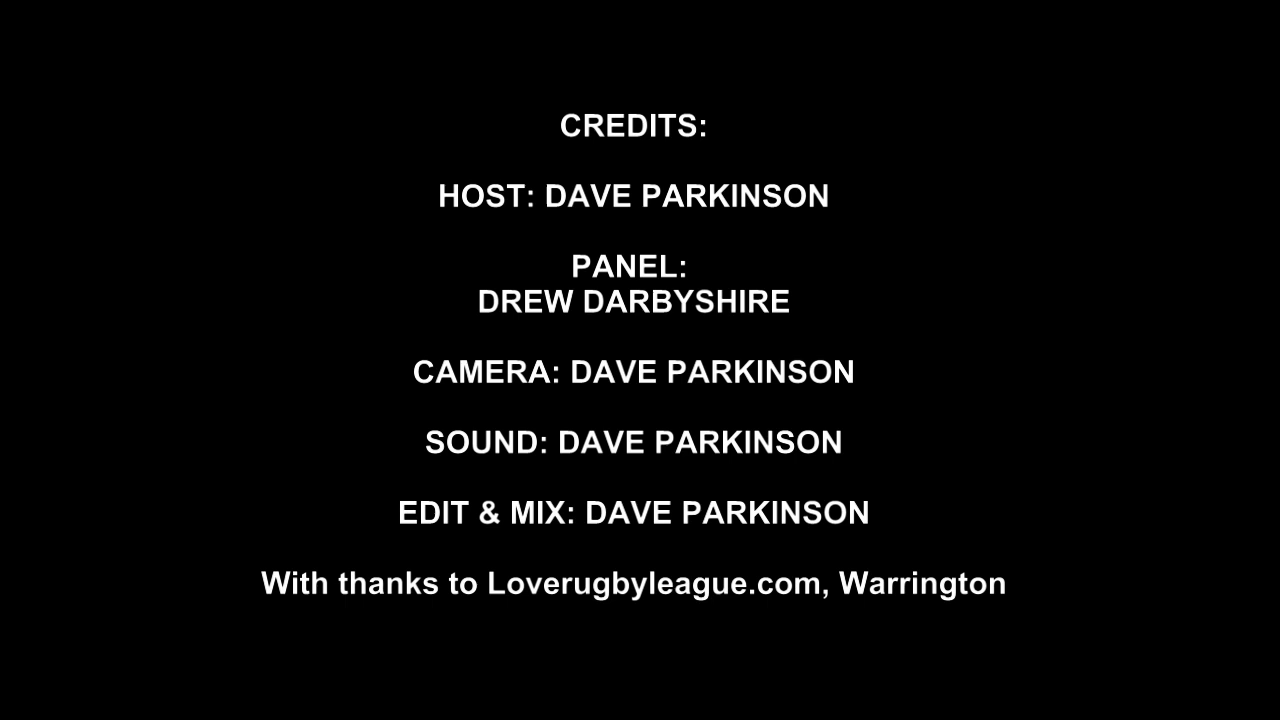 CREDITS:
HOST: DAVE PARKINSON
PANEL:
DREW DARBYSHIRE
CAMERA: DAVE PARKINSON
SOUND: DAVE PARKINSON
EDIT & MIX: DAVE PARKINSON
With thanks to Loverugbyleague.com, Warrington